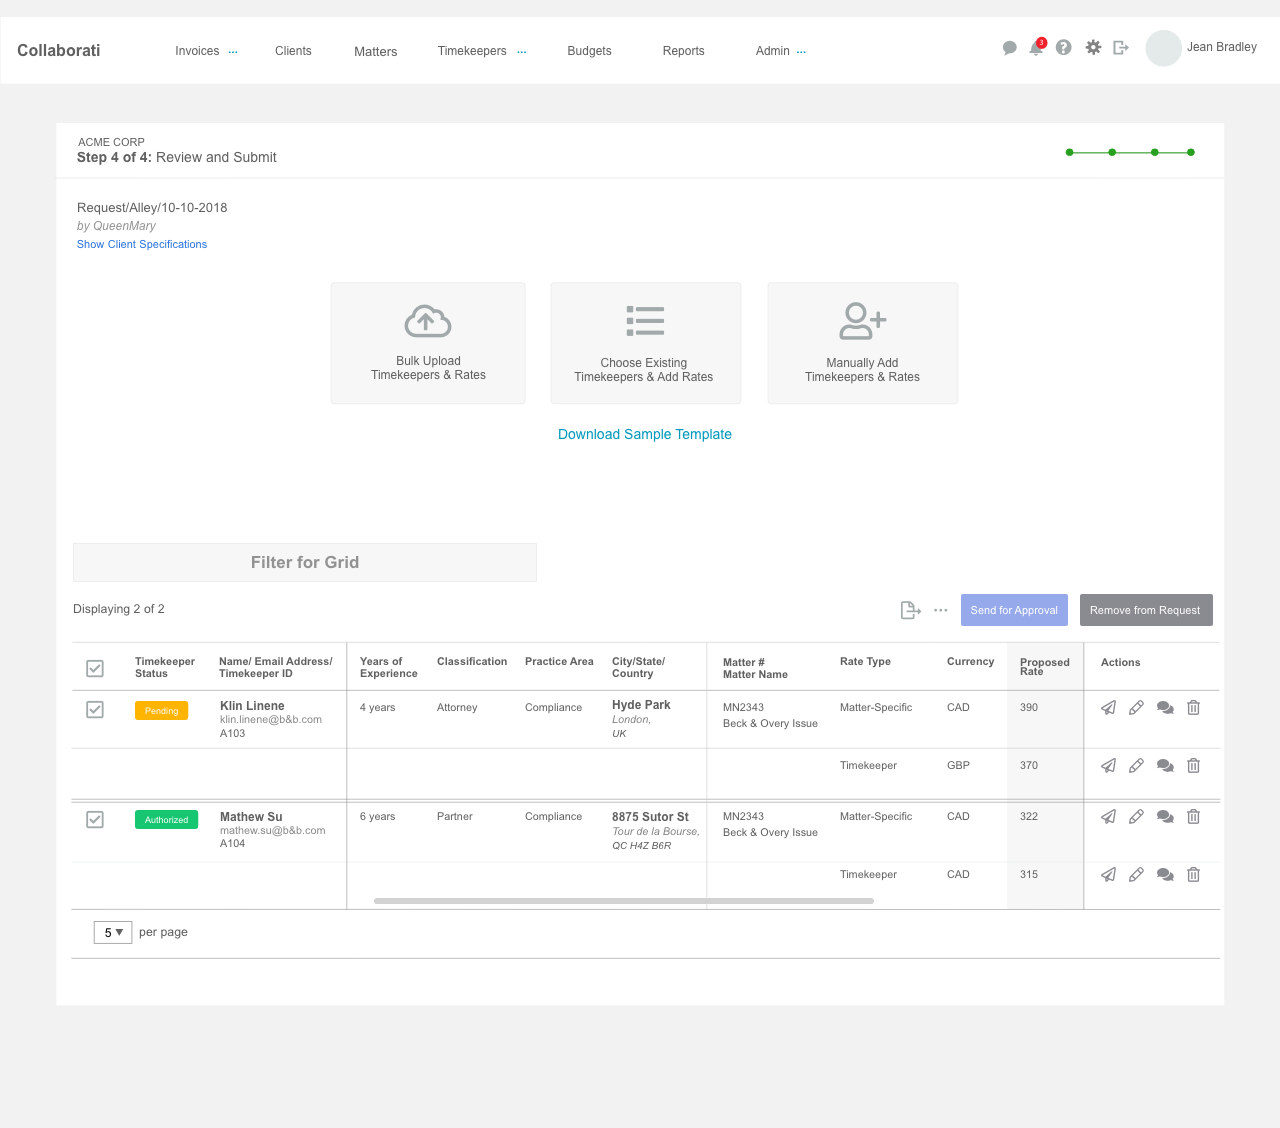 Collaborati
Invoices ...
Clients
Matters
Timekeepers ...
Budgets
Reports
Admin ...
3
?
Jean Bradley
ACME CORP
Step 4 of 4: Review and Submit
Request/Alley/10-10-2018
by QueenMary
Show Client Specifications
Bulk Upload
Timekeepers & Rates
Choose Existing
Timekeepers & Add Rates
Manually Add
Timekeepers & Rates
Download Sample Template
Filter for Grid
Displaying 2 of 2
...
Send for Approval
Remove from Request
Timekeeper
Status
Name/ Email Address/
Timekeeper ID
Years of
Experience
Classification
Practice Area
City/State/
Country
Matter #
Matter Name
Rate Type
Currency
Proposed
Rate
Actions
Pending
Klin Linene
klin.linene@b&b.com
A103
4 years
Attorney
Compliance
Hyde Park
London,
UK
MN2343
Beck & Overy Issue
Matter-Specific
CAD
390
Timekeeper
GBP
370
Authorized
Mathew Su
mathew.su@b&b.com
A104
6 years
Partner
Compliance
8875 Sutor St
Tour de la Bourse,
QC H4Z B6R
MN2343
Beck & Overy Issue
Matter-Specific
CAD
322
Timekeeper
CAD
315
5
per page